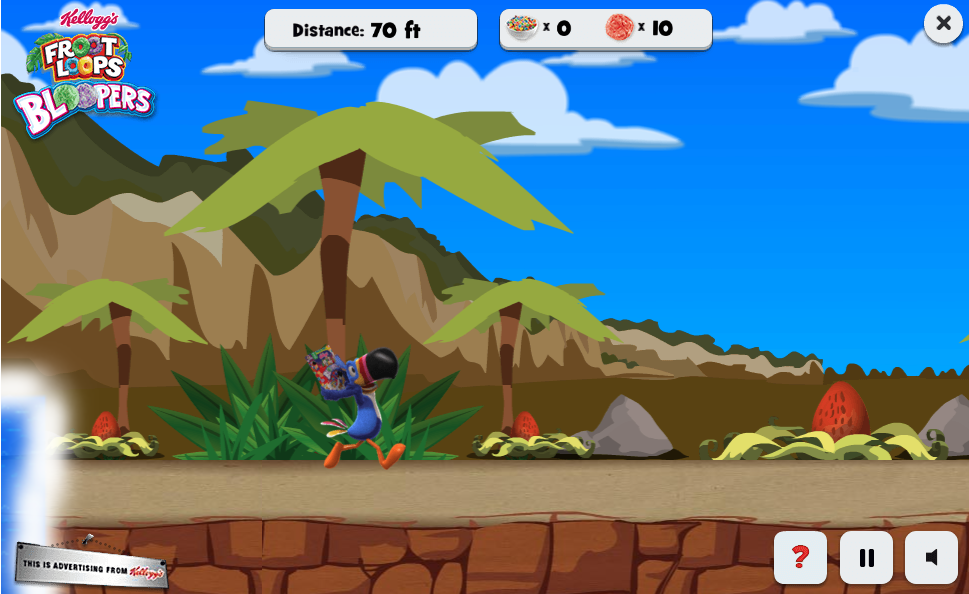 Kellogg's
FROOT
LOOPS
BLOOPERS
Distance: 70 ft
x 0 x 10
?
THIS IS ADVERTISING FROM Kellogg's